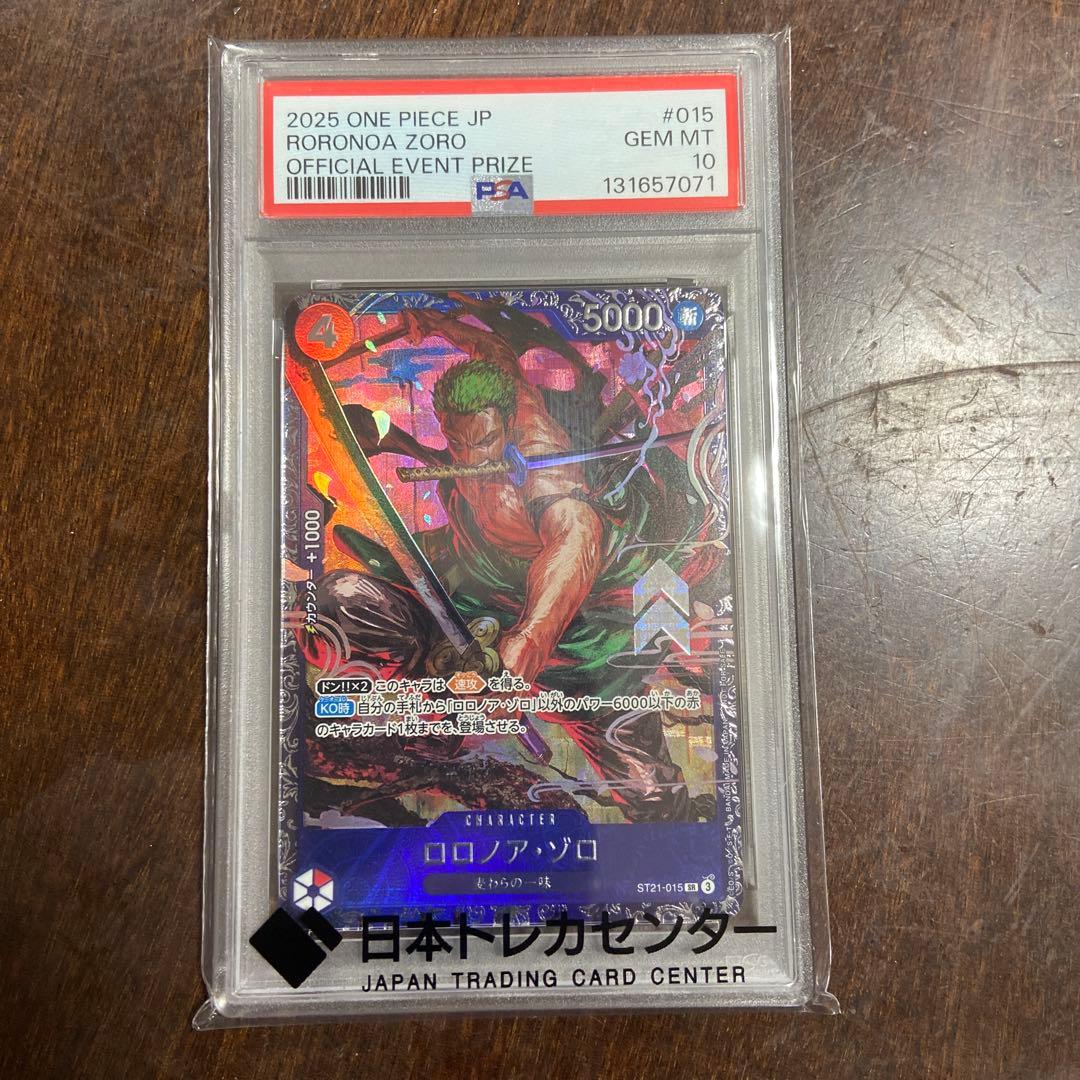 2025 ONE PIECE JP #015
RORONOA ZORO GEM MT
OFFICIAL EVENT PRIZE 10
PSA 131657071
4
5000 斬
カウンター +1000
ドン!!×2 このキャラは 速攻 を得る。
KO時 自分の手札から「ロロノア・ゾロ」以外のパワー6000以下の赤
のキャラカード1枚までを、登場させる。
CHARACTER
ロロノア・ゾロ
麦わらの一味
ST21-015 SR 3
日本トレカセンター
JAPAN TRADING CARD CENTER